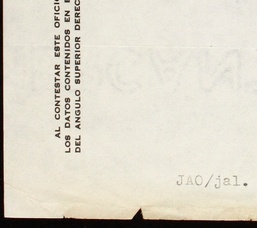 AL CONTESTAR ESTE OFICI
LOS DATOS CONTENIDOS EN E
DEL ANGULO SUPERIOR DEREC
JAO/jal.